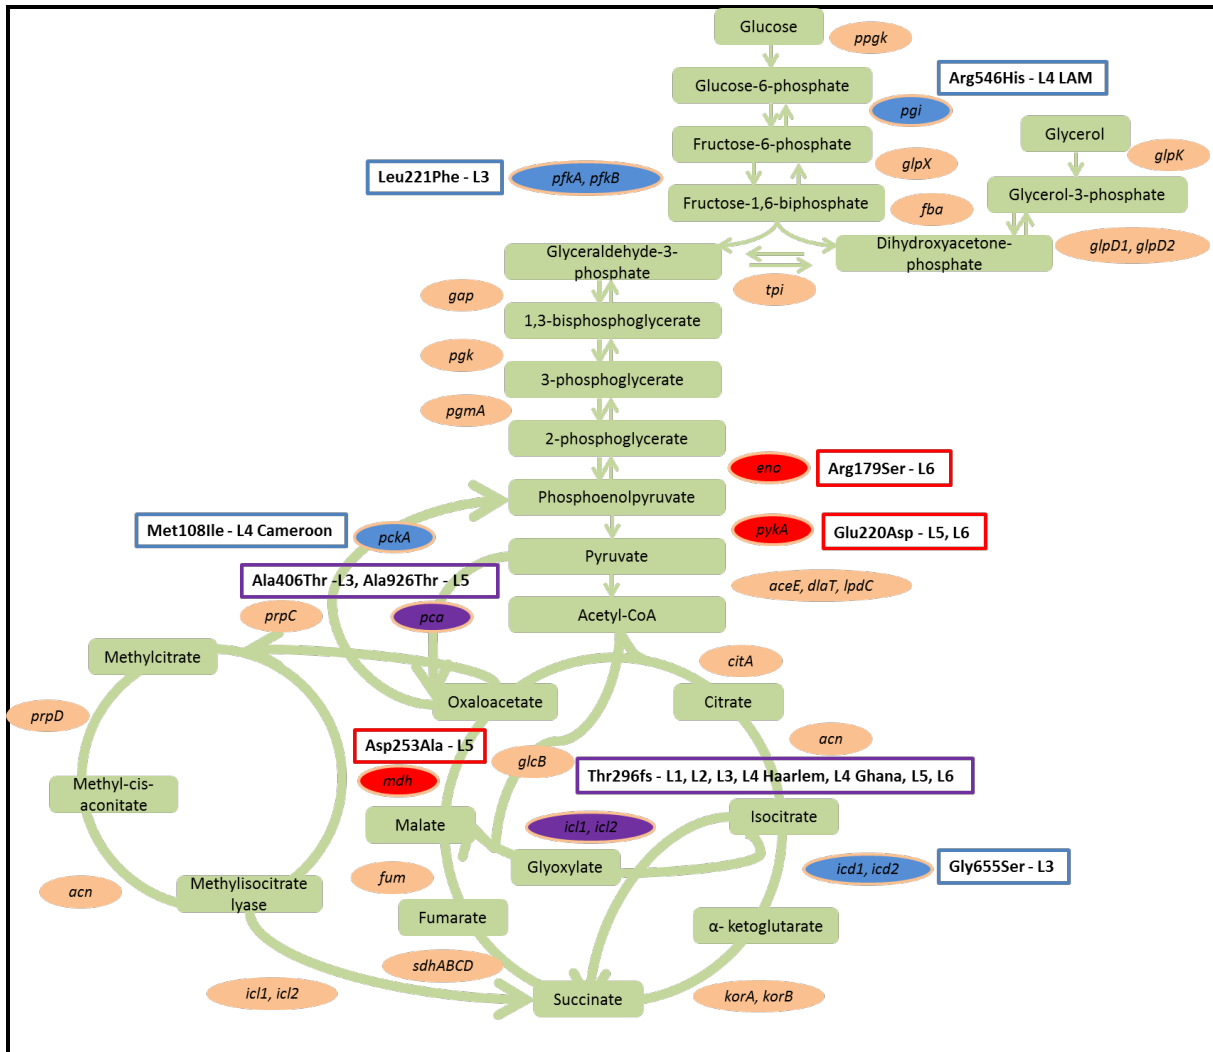 Glucose
ppgk
Glucose-6-phosphate
Arg546His - L4 LAM
pgi
Fructose-6-phosphate
Glycerol
glpX
glpK
Leu221Phe - L3
pfkA, pfkB
Fructose-1,6-biphosphate
fba
Glycerol-3-phosphate
Glyceraldehyde-3-
phosphate
Dihydroxyacetone-
phosphate
glpD1, glpD2
tpi
gap
1,3-bisphosphoglycerate
pgk
3-phosphoglycerate
pgmA
2-phosphoglycerate
eno
Arg179Ser - L6
Phosphoenolpyruvate
Met108Ile - L4 Cameroon
pckA
pykA
Glu220Asp - L5, L6
Pyruvate
Ala406Thr -L3, Ala926Thr - L5
aceE, dlaT, lpdC
prpC
pca
Acetyl-CoA
Methylcitrate
citA
prpD
Oxaloacetate
Citrate
Asp253Ala - L5
acn
mdh
glcB
Thr296fs - L1, L2, L3, L4 Haarlem, L4 Ghana, L5, L6
Methyl-cis-
aconitate
Malate
icl1, icl2
Isocitrate
Glyoxylate
icd1, icd2
Gly655Ser - L3
acn
Methylisocitrate
lyase
fum
Fumarate
α- ketoglutarate
sdhABCD
icl1, icl2
Succinate
korA, korB